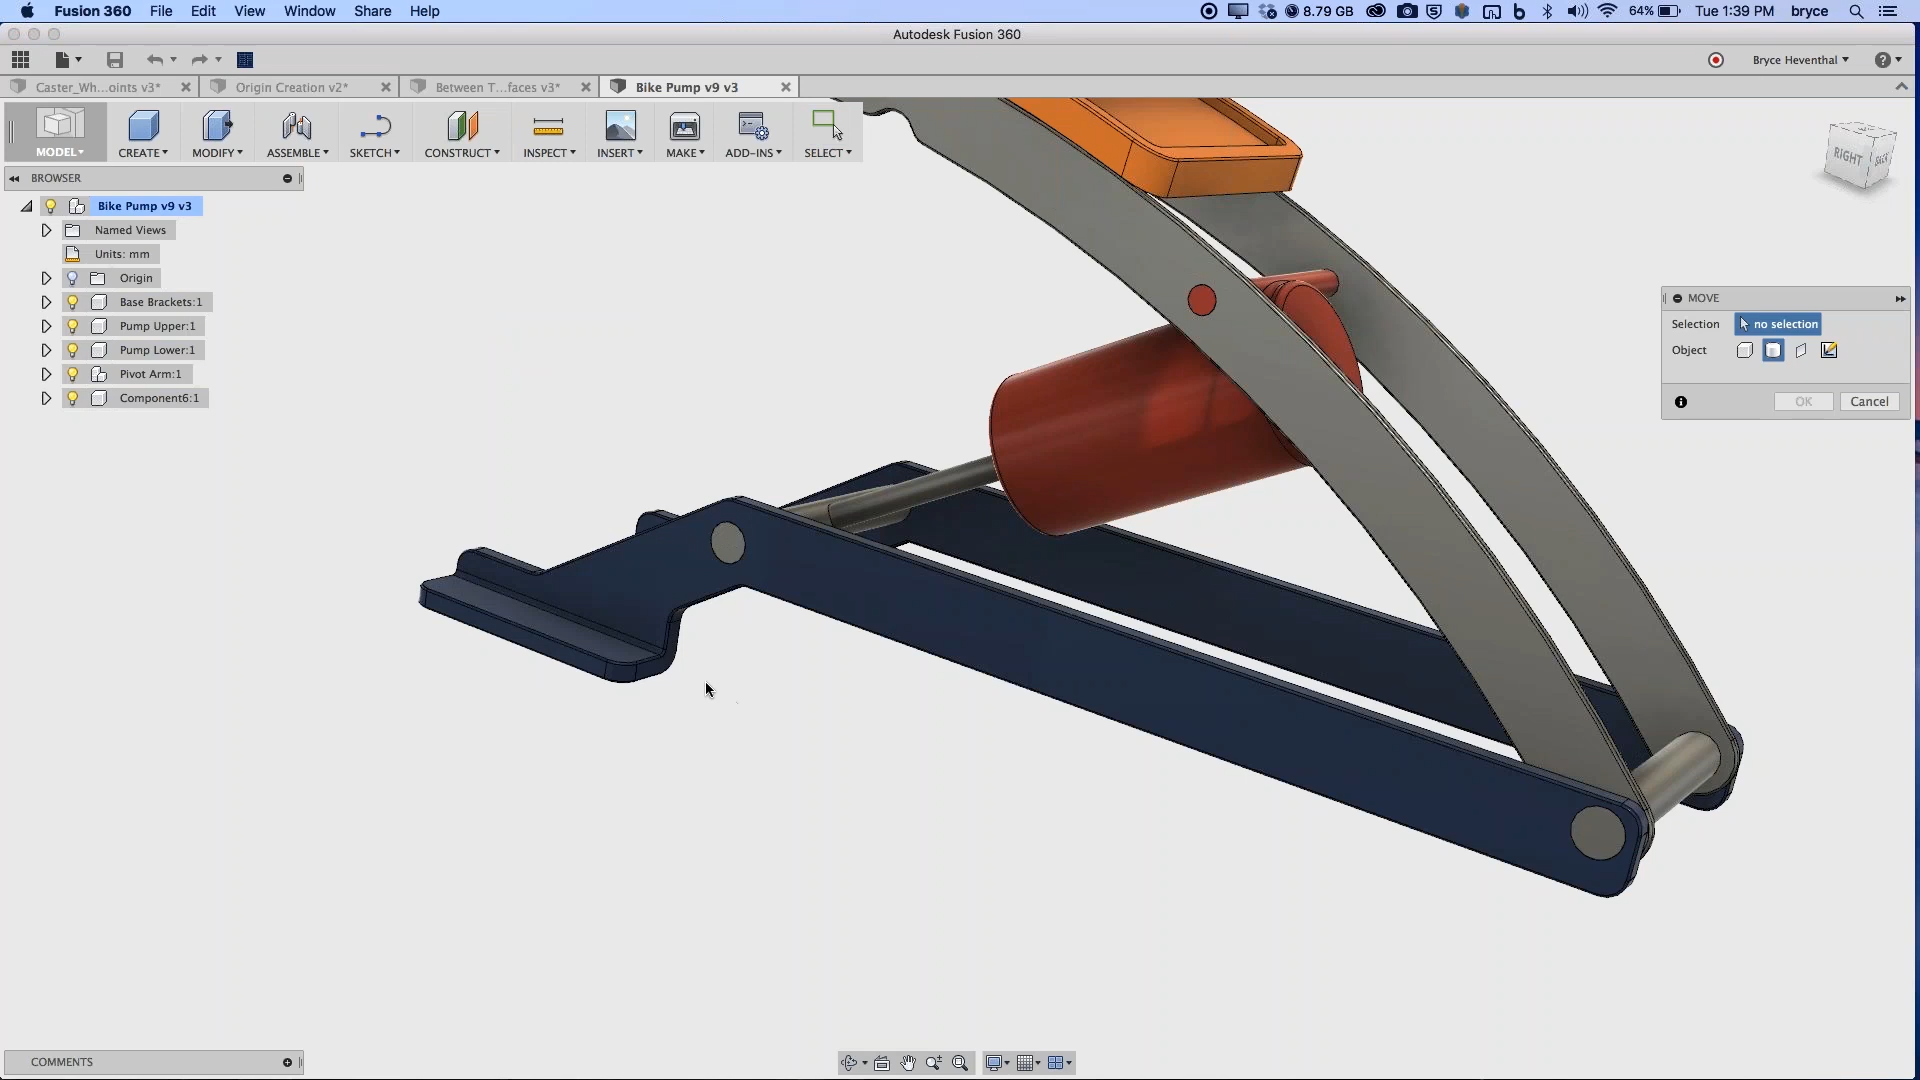 Fusion 360 File Edit View Window Share Help 8.79 GB 64% Tue 1:39 PM bryce
Autodesk Fusion 360
Bryce Heventhal
Caster_Wh...oints v3* Origin Creation v2* Between T...faces v3* Bike Pump v9 v3
MODEL CREATE MODIFY ASSEMBLE SKETCH CONSTRUCT INSPECT INSERT MAKE ADD-INS SELECT
RIGHT BACK
BROWSER
Bike Pump v9 v3
Named Views
Units: mm
Origin
Base Brackets:1
Pump Upper:1
Pump Lower:1
Pivot Arm:1
Component6:1
MOVE
Selection no selection
Object
OK Cancel
COMMENTS